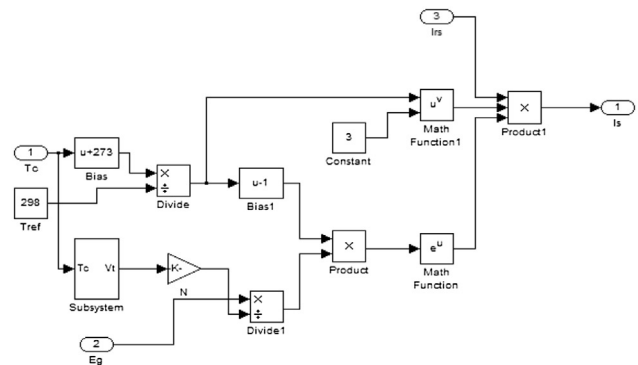 3
Irs
1
Tc
u+273
Bias
298
Tref
×
÷
Divide
u-1
Bias1
3
Constant
u^v
Math
Function1
×
Product1
1
Is
Tc Vt
Subsystem
-K-
N
×
÷
Divide1
×
Product
e^u
Math
Function
2
Eg